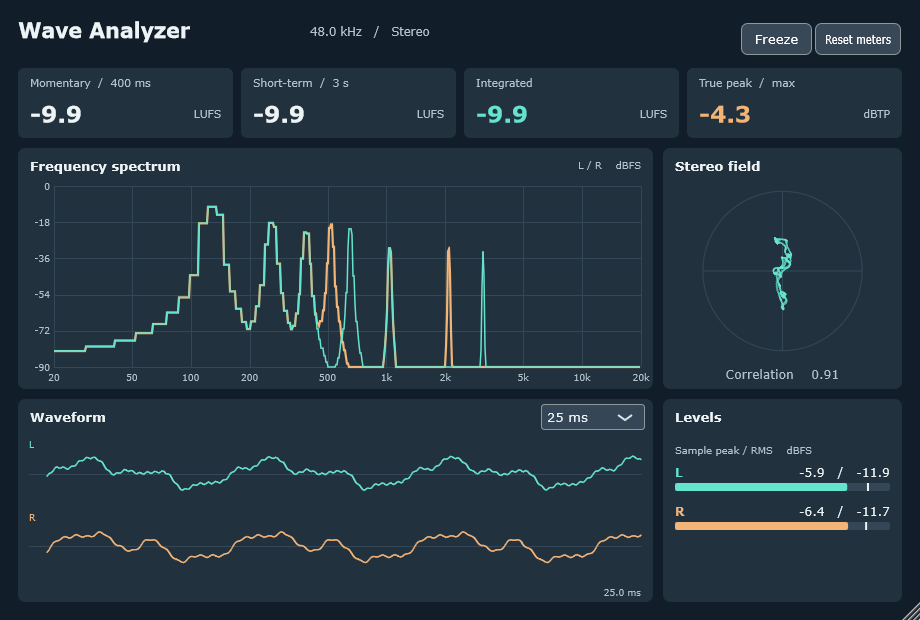 Wave Analyzer
48.0 kHz / Stereo
Freeze
Reset meters
Momentary / 400 ms
-9.9 LUFS
Short-term / 3 s
-9.9 LUFS
Integrated
-9.9 LUFS
True peak / max
-4.3 dBTP
Frequency spectrum
L / R dBFS
0
-18
-36
-54
-72
-90
20 50 100 200 500 1k 2k 5k 10k 20k
Stereo field
Correlation 0.91
Waveform
25 ms
L
R
25.0 ms
Levels
Sample peak / RMS dBFS
L -5.9 / -11.9
R -6.4 / -11.7